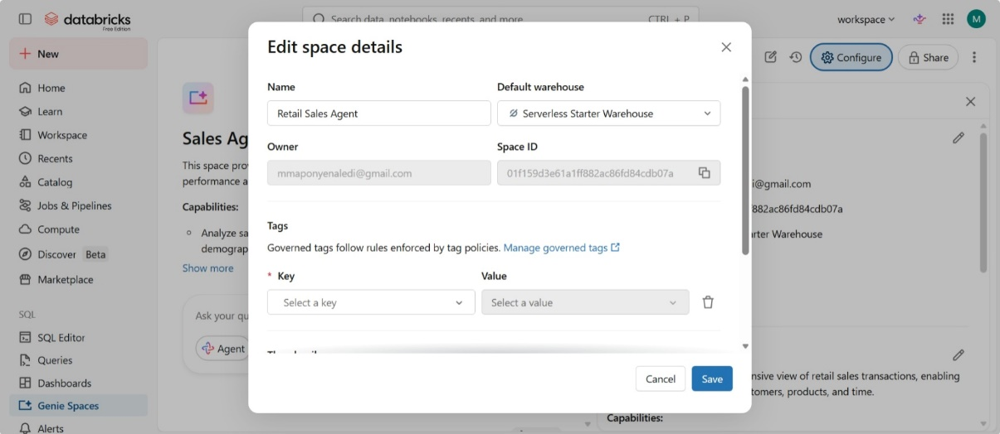 databricks
Free Edition
Search data, notebooks, recents, and more
CTRL + P
workspace
M
New
Home
Learn
Workspace
Recents
Catalog
Jobs & Pipelines
Compute
Discover Beta
Marketplace
SQL
SQL Editor
Queries
Dashboards
Genie Spaces
Alerts
Sales Ag
This space pro
performance a
Capabilities:
Analyze sa
demograp
Show more
Ask your qu
Agent
Edit space details
Name
Default warehouse
Retail Sales Agent
Serverless Starter Warehouse
Owner
Space ID
mmaponyenaledi@gmail.com
01f159d3e61a1ff882ac86fd84cdb07a
Tags
Governed tags follow rules enforced by tag policies. Manage governed tags
* Key
Value
Select a key
Select a value
Cancel
Save
Configure
Share
i@gmail.com
882ac86fd84cdb07a
arter Warehouse
nsive view of retail sales transactions, enabling
tomers, products, and time.
Capabilities: